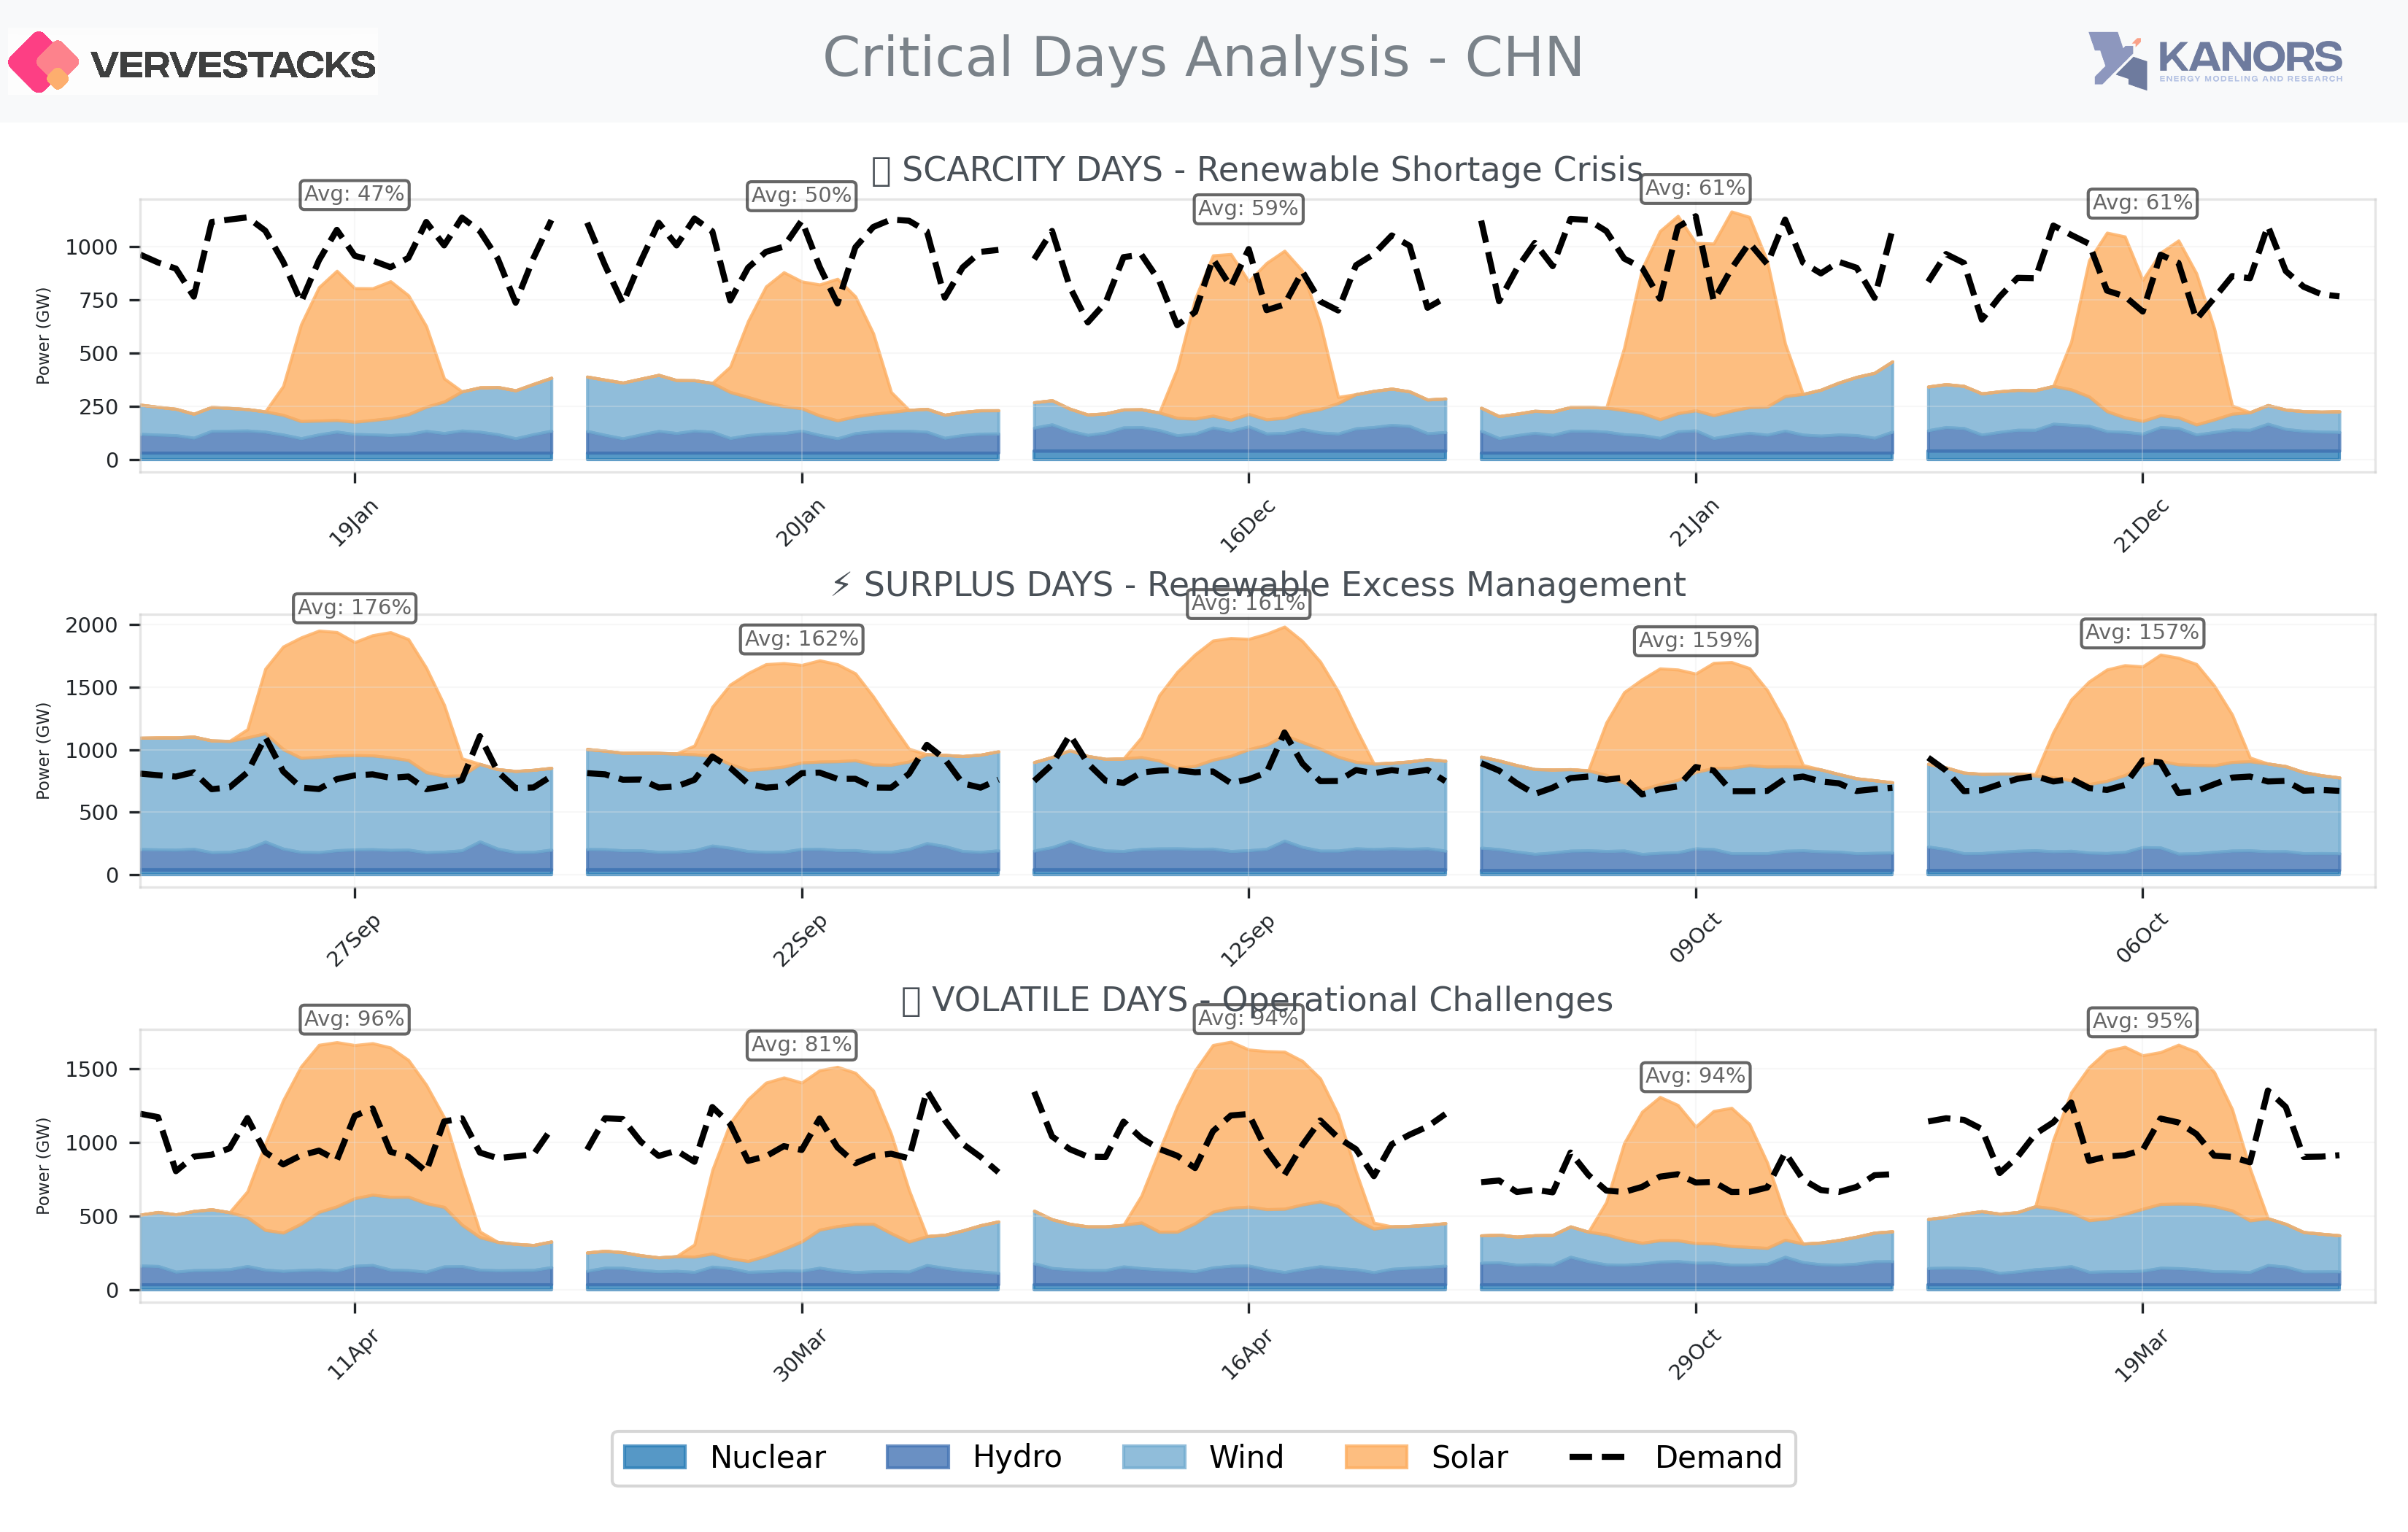 VERVESTACKS
Critical Days Analysis - CHN
KANORS
ENERGY MODELING AND RESEARCH
SCARCITY DAYS - Renewable Shortage Crisis
Avg: 47%
Avg: 50%
Avg: 59%
Avg: 61%
Avg: 61%
Power (GW)
1000
750
500
250
0
19Jan
20Jan
16Dec
21Jan
21Dec
⚡ SURPLUS DAYS - Renewable Excess Management
Avg: 176%
Avg: 162%
Avg: 161%
Avg: 159%
Avg: 157%
Power (GW)
2000
1500
1000
500
0
27Sep
22Sep
12Sep
09Oct
06Oct
VOLATILE DAYS - Operational Challenges
Avg: 96%
Avg: 81%
Avg: 94%
Avg: 94%
Avg: 95%
Power (GW)
1500
1000
500
0
11Apr
30Mar
16Apr
29Oct
19Mar
Nuclear
Hydro
Wind
Solar
Demand